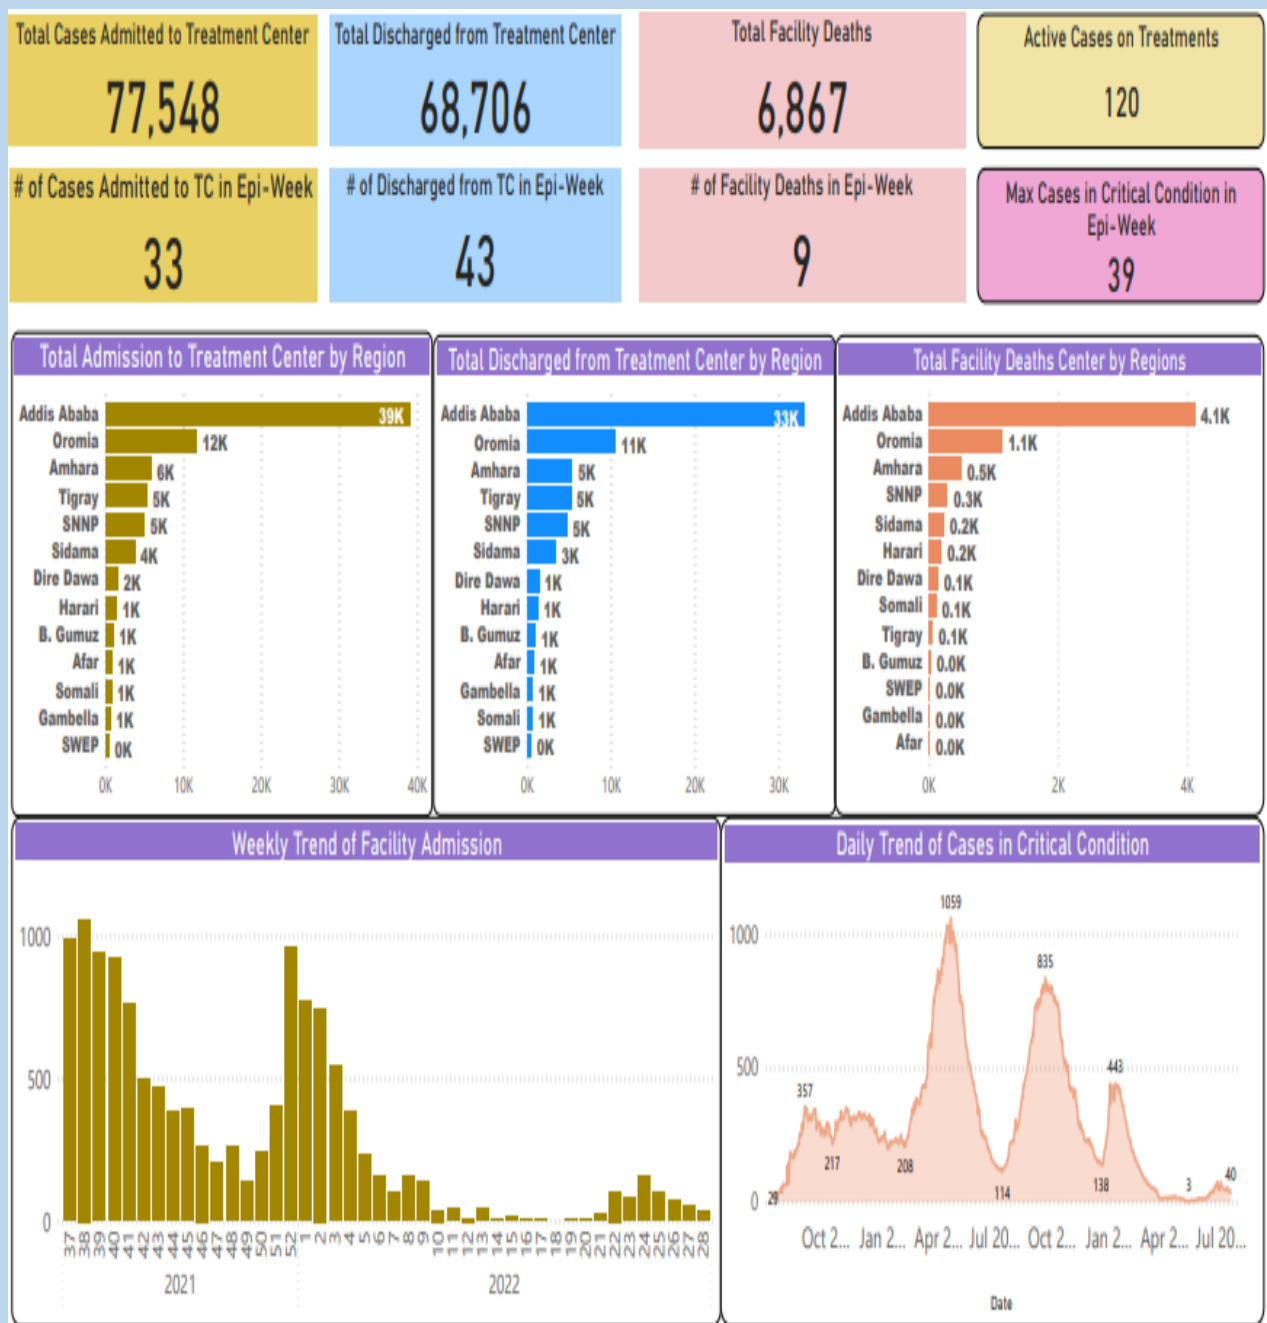 Total Cases Admitted to Treatment Center
77,548
Total Discharged from Treatment Center
68,706
Total Facility Deaths
6,867
Active Cases on Treatments
120
# of Cases Admitted to TC in Epi-Week
33
# of Discharged from TC in Epi-Week
43
# of Facility Deaths in Epi-Week
9
Max Cases in Critical Condition in
Epi-Week
39
Total Admission to Treatment Center by Region
Addis Ababa 39K
Oromia 12K
Amhara 6K
Tigray 5K
SNNP 5K
Sidama 4K
Dire Dawa 2K
Harari 1K
B. Gumuz 1K
Afar 1K
Somali 1K
Gambella 1K
SWEP 0K
0K 10K 20K 30K 40K
Total Discharged from Treatment Center by Region
Addis Ababa 33K
Oromia 11K
Amhara 5K
Tigray 5K
SNNP 5K
Sidama 3K
Dire Dawa 1K
Harari 1K
B. Gumuz 1K
Afar 1K
Gambella 1K
Somali 1K
SWEP 0K
0K 10K 20K 30K
Total Facility Deaths Center by Regions
Addis Ababa 4.1K
Oromia 1.1K
Amhara 0.5K
SNNP 0.3K
Sidama 0.2K
Harari 0.2K
Dire Dawa 0.1K
Somali 0.1K
Tigray 0.1K
B. Gumuz 0.0K
SWEP 0.0K
Gambella 0.0K
Afar 0.0K
0K 2K 4K
Weekly Trend of Facility Admission
1000
500
0
37 38 39 40 41 42 43 44 45 46 47 48 49 50 51 52 1 2 3 4 5 6 7 8 9 10 11 12 13 14 15 16 17 18 19 20 21 22 23 24 25 26 27 28
2021 2022
Daily Trend of Cases in Critical Condition
1059
1000
835
500
443
357
217
208
114
138
3
40
29
0
Oct 2... Jan 2... Apr 2... Jul 20... Oct 2... Jan 2... Apr 2... Jul 20...
Date